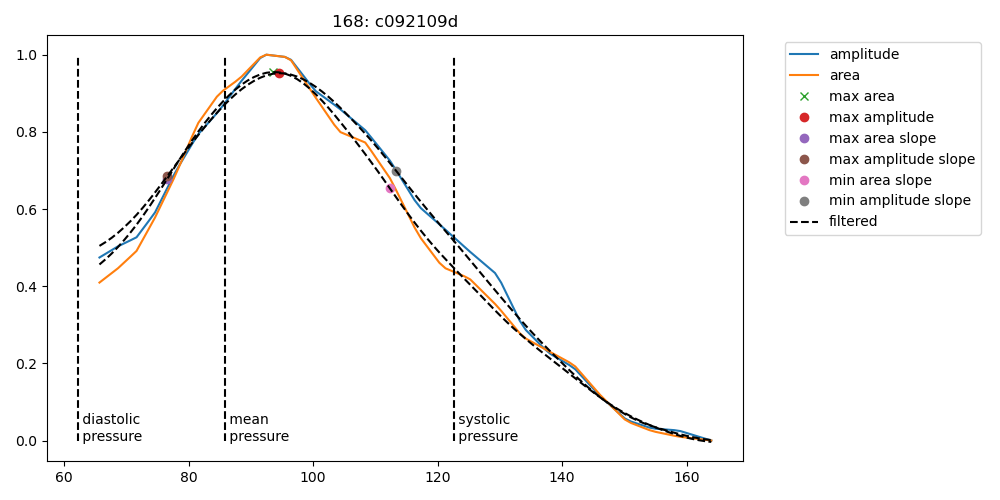 168: c092109d
1.0
0.8
0.6
0.4
0.2
0.0
60
80
100
120
140
160
diastolic
pressure
mean
pressure
systolic
pressure
amplitude
area
max area
max amplitude
max area slope
max amplitude slope
min area slope
min amplitude slope
filtered